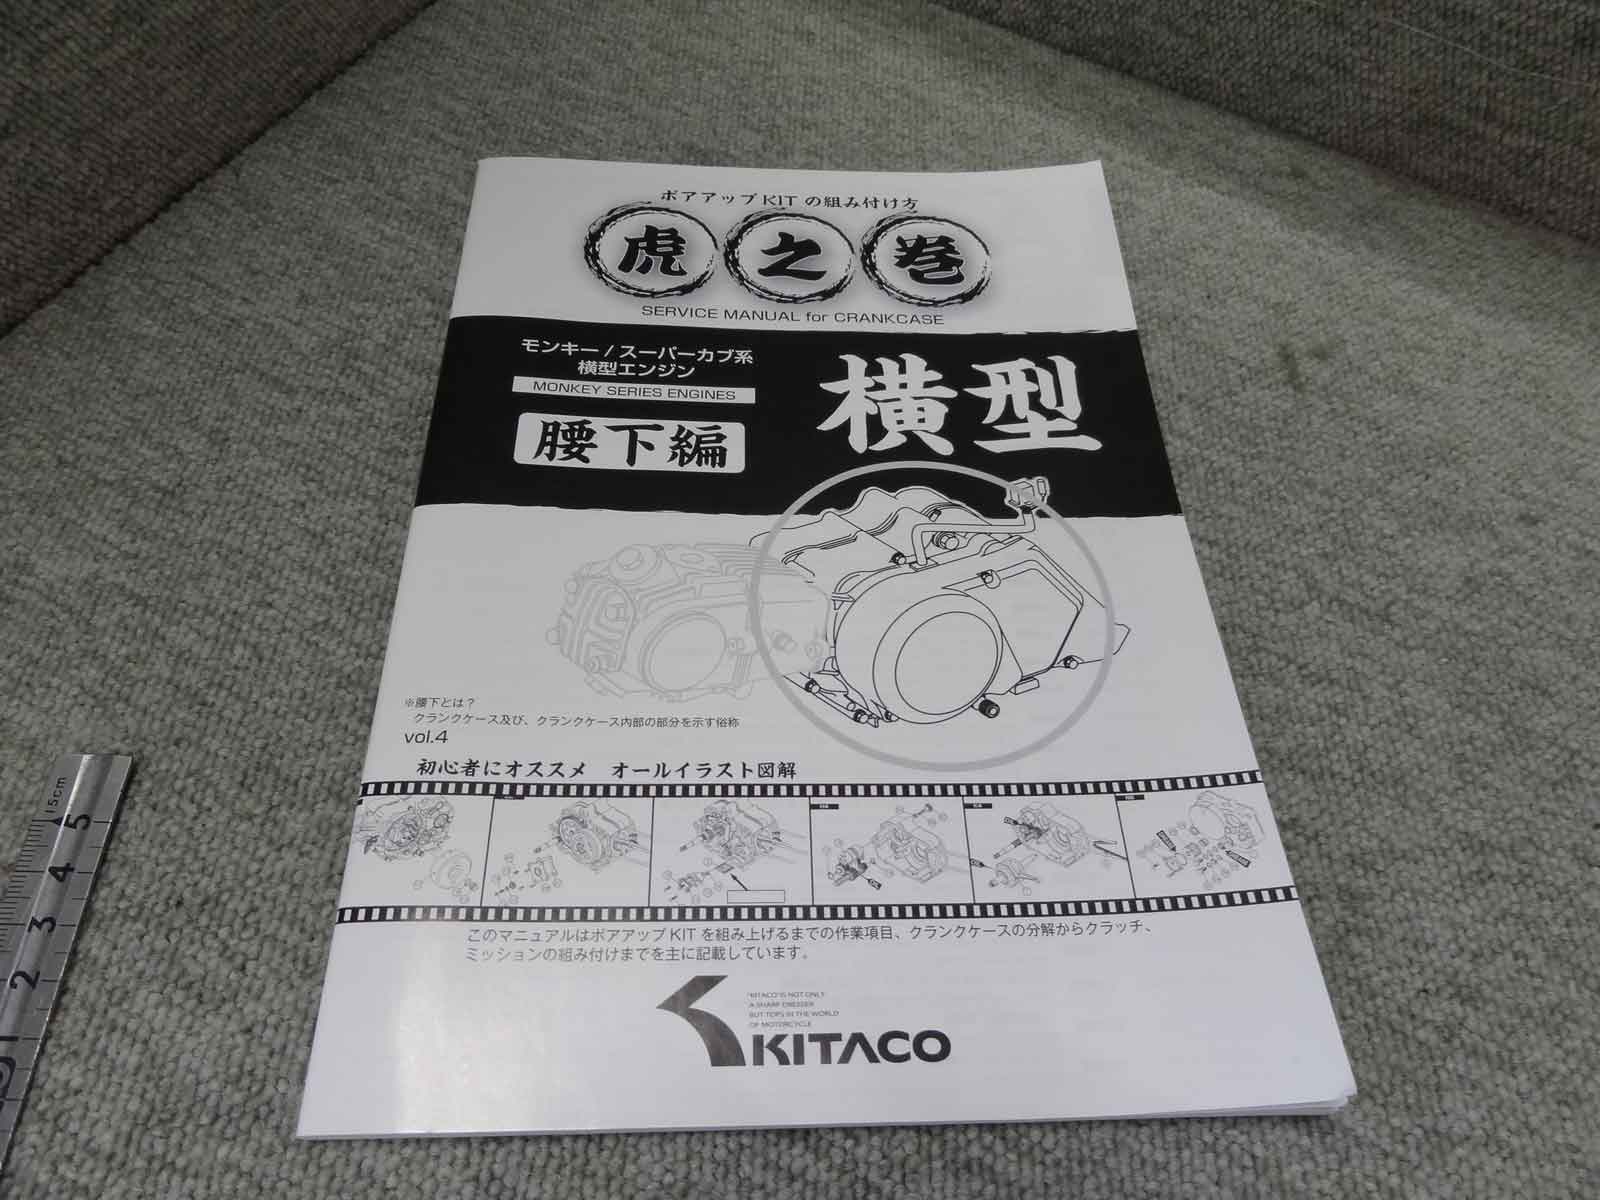 ボアアップKITの組み付け方
虎之巻
SERVICE MANUAL for CRANKCASE
モンキー / スーパーカブ系
横型エンジン
MONKEY SERIES ENGINES
腰下編
横型
※腰下とは？
クランクケース及び、クランクケース内部の部分を示す俗称
vol.4
初心者にオススメ オールイラスト図解
このマニュアルはボアアップKITを組み上げるまでの作業項目、クランクケースの分解からクラッチ、
ミッションの組み付けまでを主に記載しています。
"KITACO" IS NOT ONLY
A SHARP DRESSER
BUT TOPS IN THE WORLD
OF MOTORCYCLE
KITACO
15cm
5
4
3
2
1